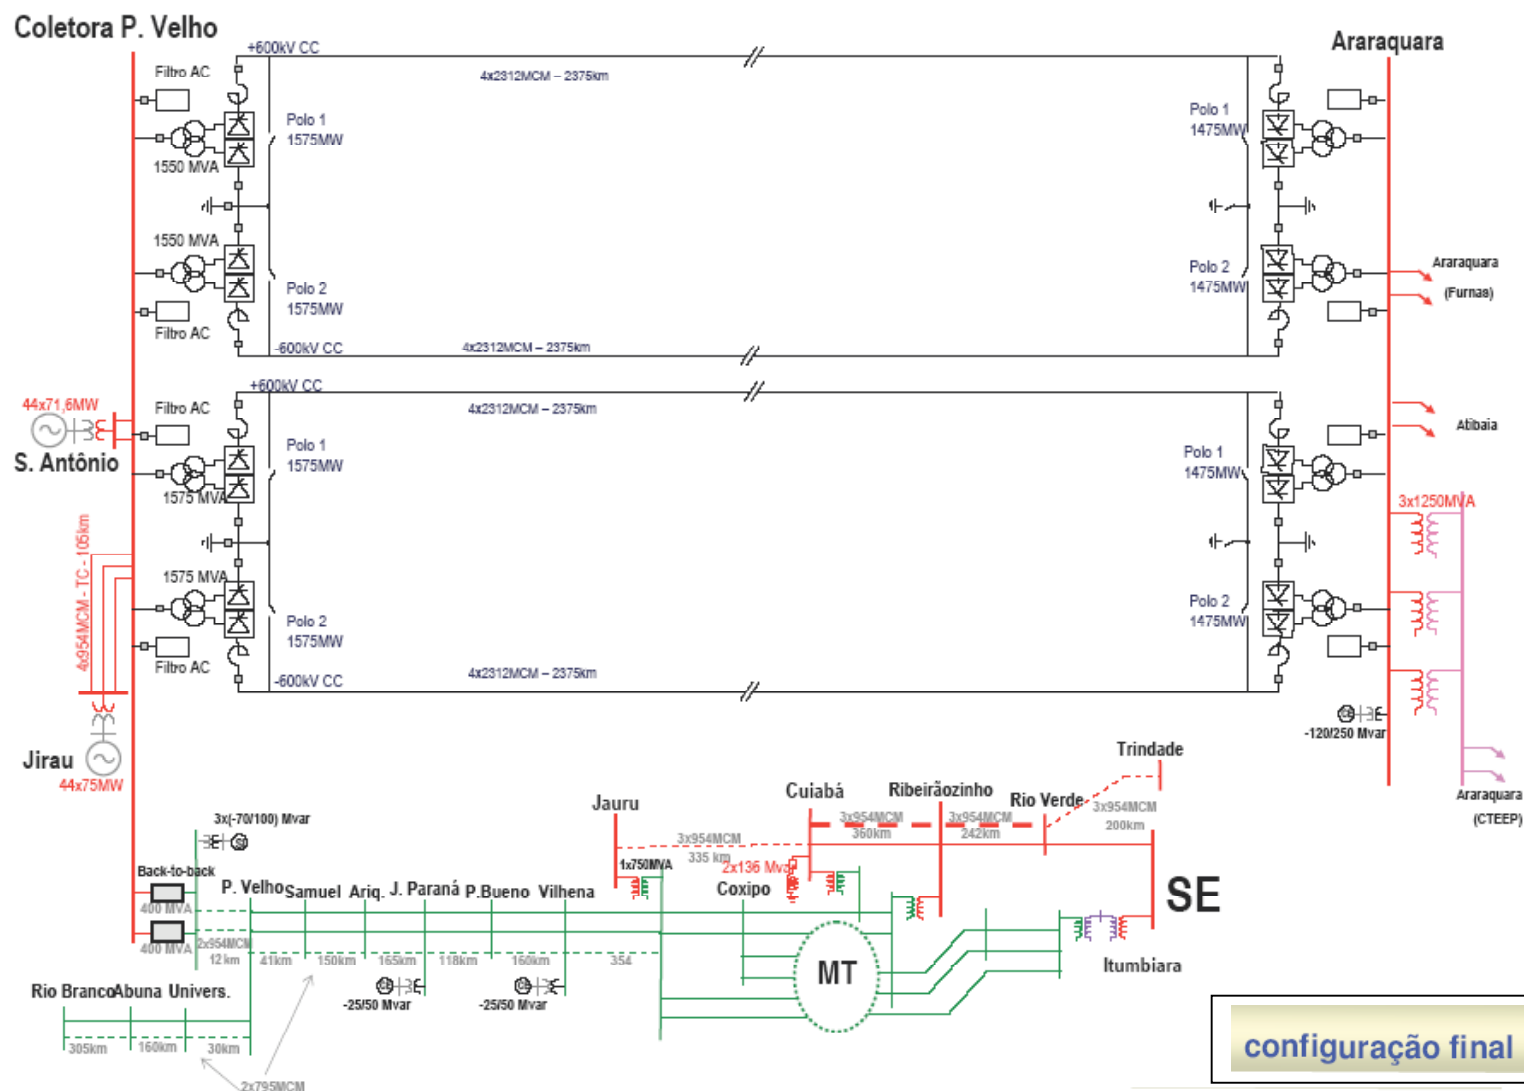 Coletora P. Velho
Araraquara
+600kV CC
Filtro AC
4x2312MCM – 2375km
Polo 1
1575MW
Polo 1
1475MW
1550 MVA
1550 MVA
Polo 2
1575MW
Polo 2
1475MW
Araraquara
(Furnas)
Filtro AC
-600kV CC
4x2312MCM – 2375km
+600kV CC
4x2312MCM – 2375km
44x71,6MW
Filtro AC
S. Antônio
Polo 1
1575MW
Polo 1
1475MW
Atibaia
1575 MVA
3x1250MVA
4x954MCM - TC - 105km
1575 MVA
Polo 2
1575MW
Polo 2
1475MW
Filtro AC
-600kV CC
4x2312MCM – 2375km
-120/250 Mvar
Jirau
44x75MW
Trindade
Araraquara
(CTEEP)
Jauru
Cuiabá
Ribeirãozinho
Rio Verde
3x954MCM
200km
3x954MCM
360km
3x954MCM
242km
3x954MCM
335 km
3x(-70/100) Mvar
1x750MVA
2x136 Mva
Back-to-back
400 MVA
400 MVA
P. Velho
Samuel
Ariq.
J. Paraná
P.Bueno
Vilhena
Coxipo
SE
2x954MCM
12 km
41km
150km
165km
118km
160km
354
MT
Itumbiara
-25/50 Mvar
-25/50 Mvar
Rio Branco
Abuna
Univers.
305km
160km
30km
2x795MCM
configuração final